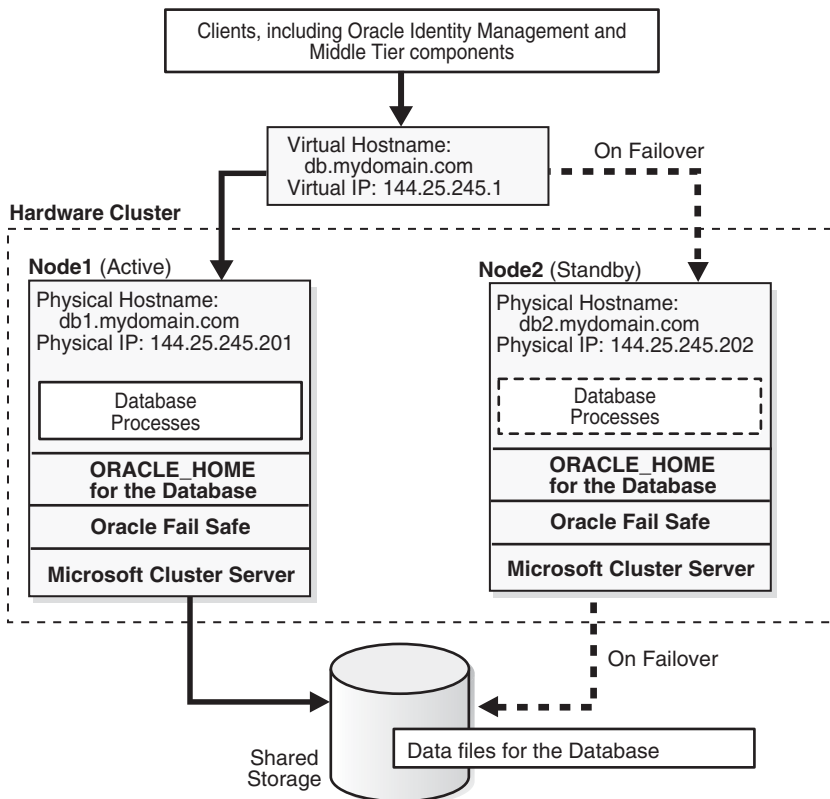 Clients, including Oracle Identity Management and
Middle Tier components
Virtual Hostname:
db.mydomain.com
Virtual IP: 144.25.245.1
On Failover
Hardware Cluster
Node1 (Active)
Physical Hostname:
db1.mydomain.com
Physical IP: 144.25.245.201
Database
Processes
ORACLE_HOME
for the Database
Oracle Fail Safe
Microsoft Cluster Server
Node2 (Standby)
Physical Hostname:
db2.mydomain.com
Physical IP: 144.25.245.202
Database
Processes
ORACLE_HOME
for the Database
Oracle Fail Safe
Microsoft Cluster Server
On Failover
Shared
Storage
Data files for the Database